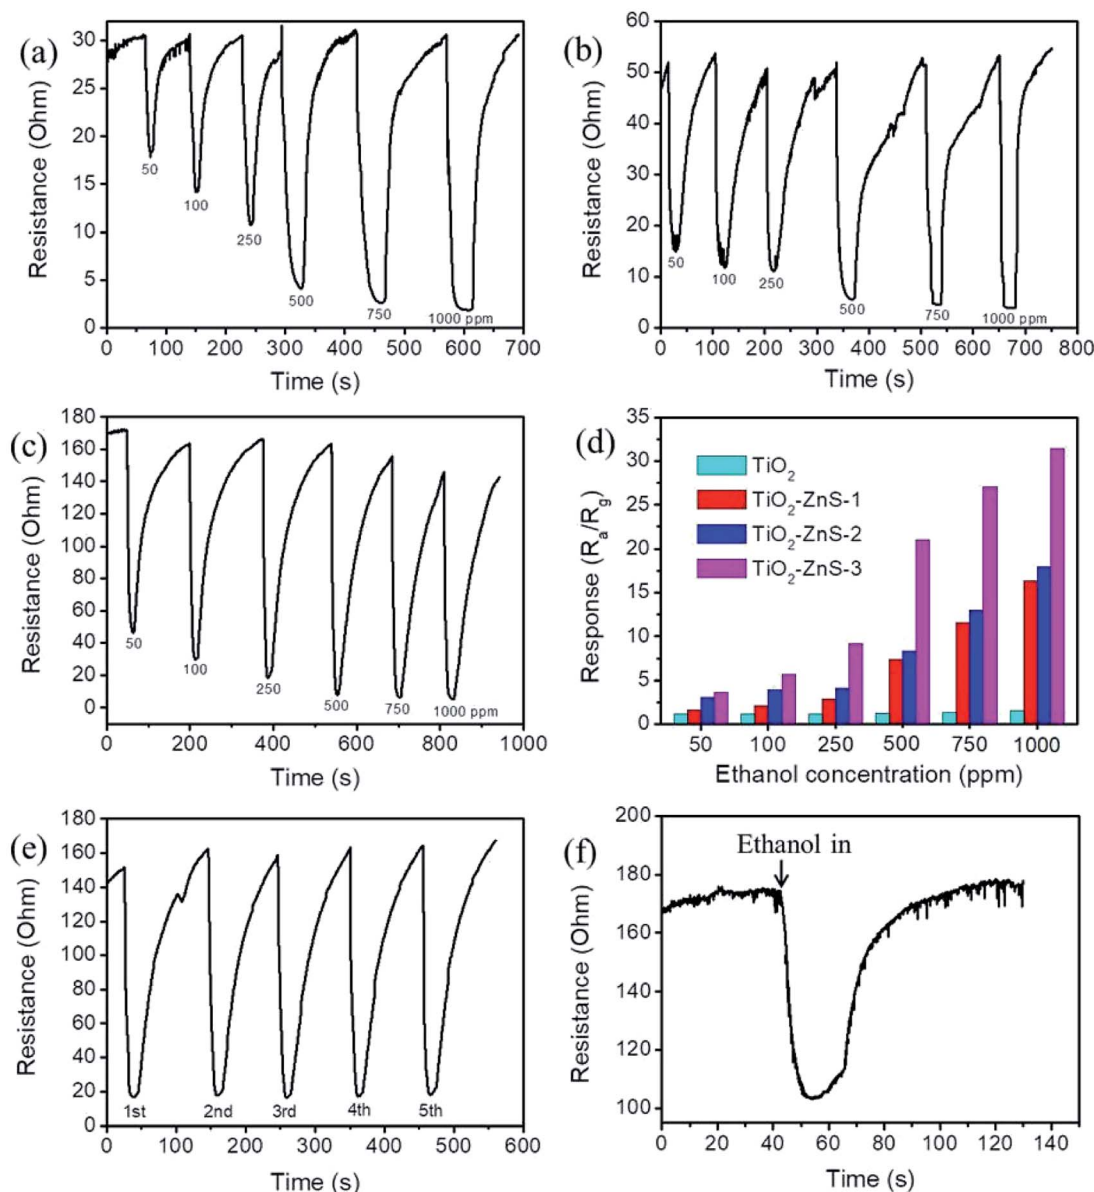 (a)
Resistance (Ohm)
30
25
20
15
10
5
0
50
100
250
500
750
1000 ppm
0 100 200 300 400 500 600 700
Time (s)
(b)
Resistance (Ohm)
60
50
40
30
20
10
0
50
100
250
500
750
1000 ppm
0 100 200 300 400 500 600 700 800
Time (s)
(c)
Resistance (Ohm)
180
160
140
120
100
80
60
40
20
0
50
100
250
500
750
1000 ppm
0 200 400 600 800 1000
Time (s)
(d)
Response (Rₐ/R_g)
35
30
25
20
15
10
5
0
TiO₂
TiO₂-ZnS-1
TiO₂-ZnS-2
TiO₂-ZnS-3
50 100 250 500 750 1000
Ethanol concentration (ppm)
(e)
Resistance (Ohm)
180
160
140
120
100
80
60
40
20
0
1st 2nd 3rd 4th 5th
0 100 200 300 400 500 600
Time (s)
(f)
Resistance (Ohm)
200
180
160
140
120
100
Ethanol in
0 20 40 60 80 100 120 140
Time (s)